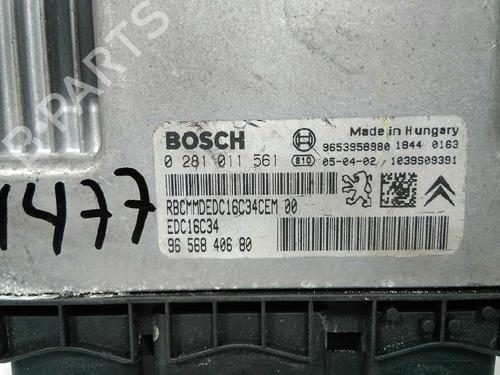 B-PARTS
1477
BOSCH
Made in Hungary
9653958980 1844 0163
0 281 011 561 810 05-04-02 1039S09391
RBCMMDEDC16C34CEM 00
EDC16C34
96 568 406 80